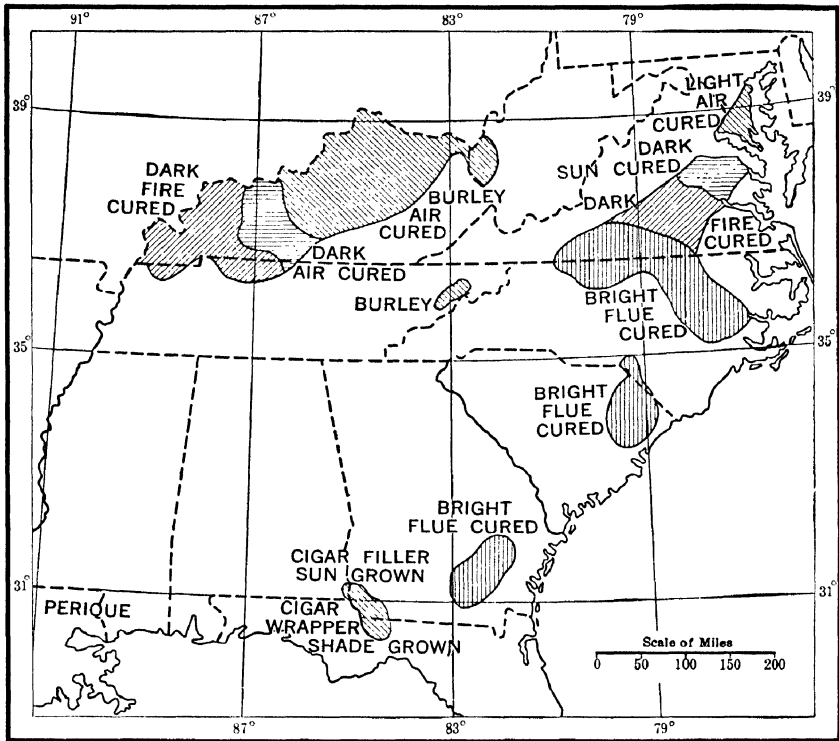 91°
87°
83°
79°
39°
39°
LIGHT
AIR
CURED
DARK
SUN CURED
DARK
FIRE
CURED
DARK
FIRE
CURED
BURLEY
AIR
CURED
DARK
AIR CURED
BURLEY
BRIGHT
FLUE
CURED
35°
35°
BRIGHT
FLUE
CURED
BRIGHT
FLUE CURED
CIGAR FILLER
SUN GROWN
31°
31°
PERIQUE
CIGAR
WRAPPER
SHADE GROWN
Scale of Miles
0 50 100 150 200
87°
83°
79°